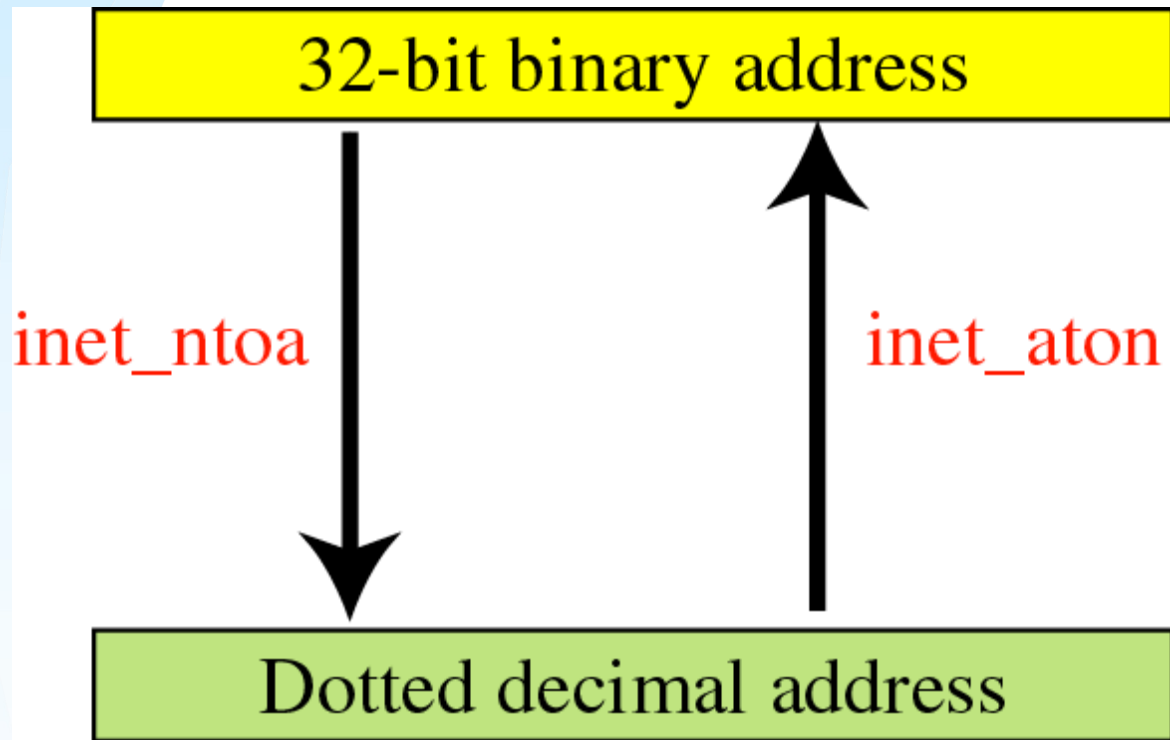 32-bit binary address
inet_ntoa
inet_aton
Dotted decimal address